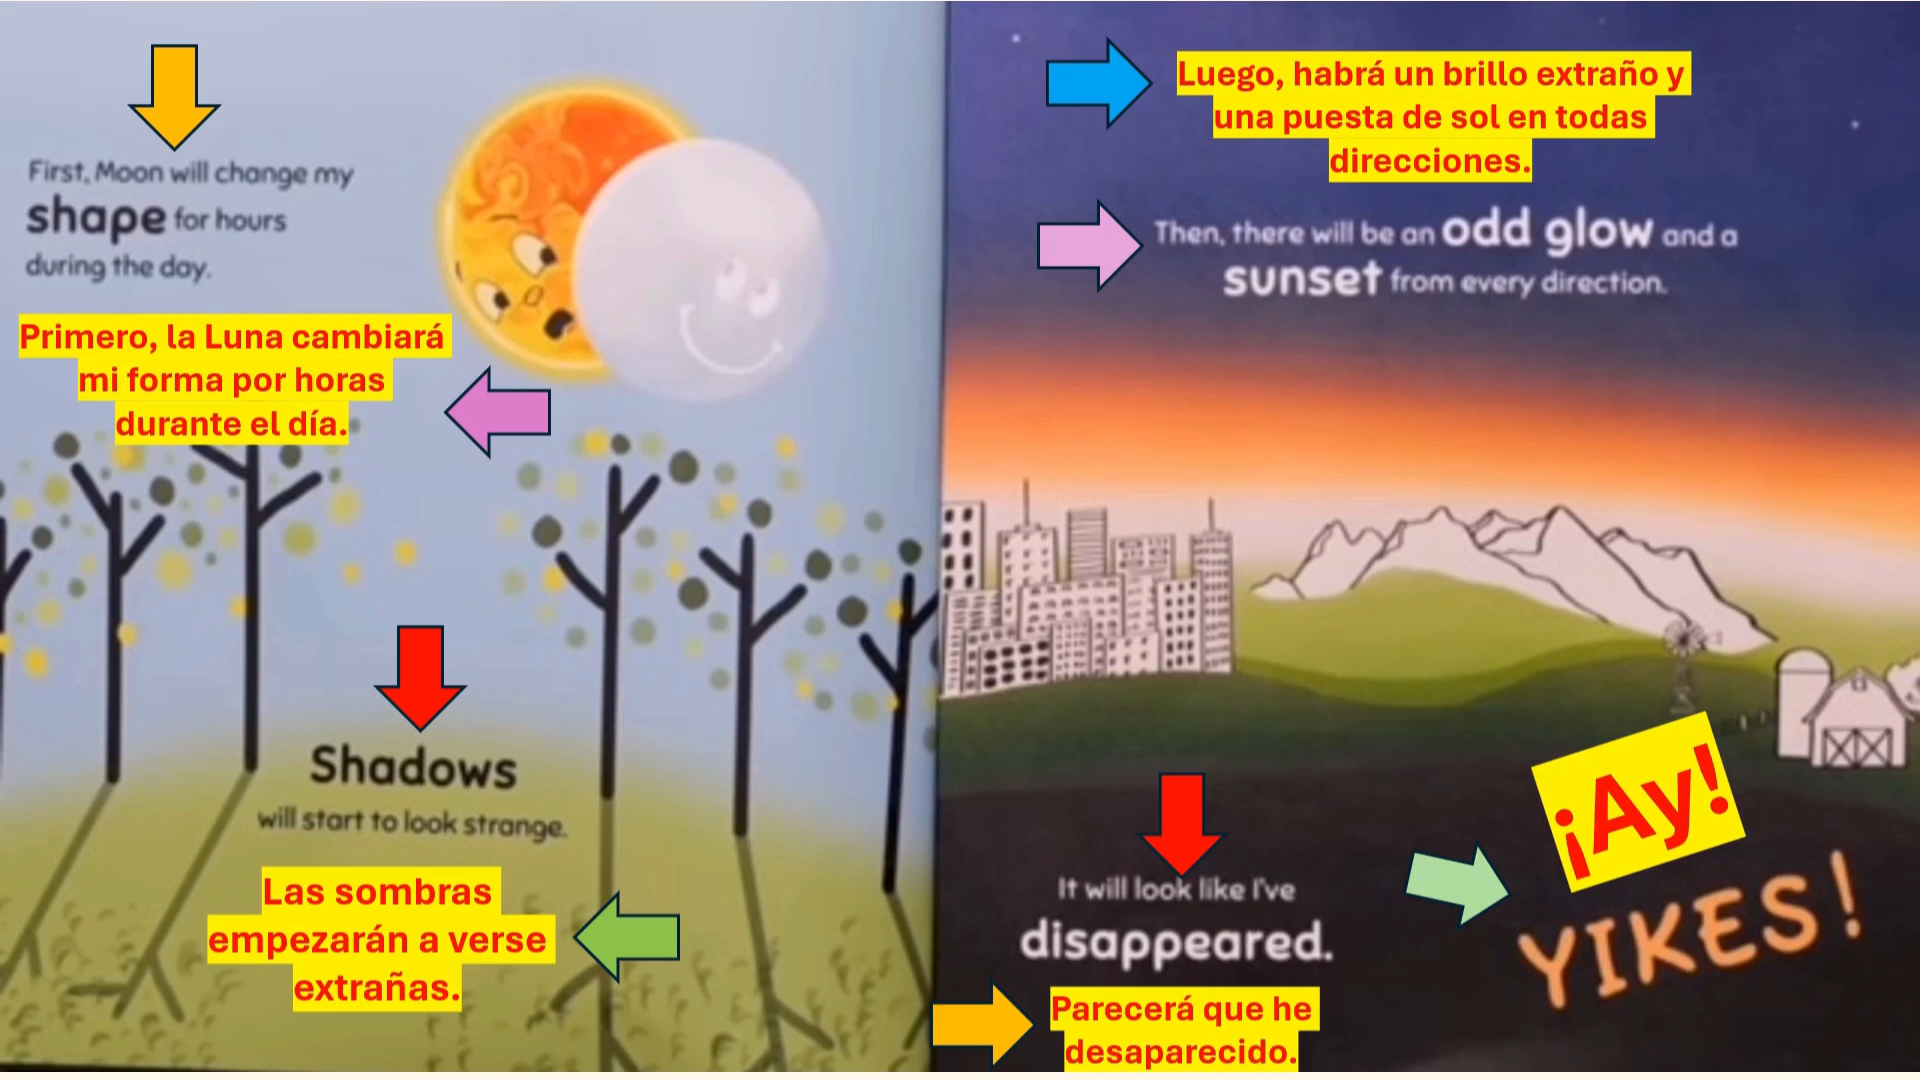 First, Moon will change my
shape for hours
during the day.
Primero, la Luna cambiará
mi forma por horas
durante el día.
Shadows
will start to look strange.
Las sombras
empezarán a verse
extrañas.
Luego, habrá un brillo extraño y
una puesta de sol en todas
direcciones.
Then, there will be an odd glow and a
sunset from every direction.
It will look like I've
disappeared.
Parecerá que he
desaparecido.
¡Ay!
YIKES!